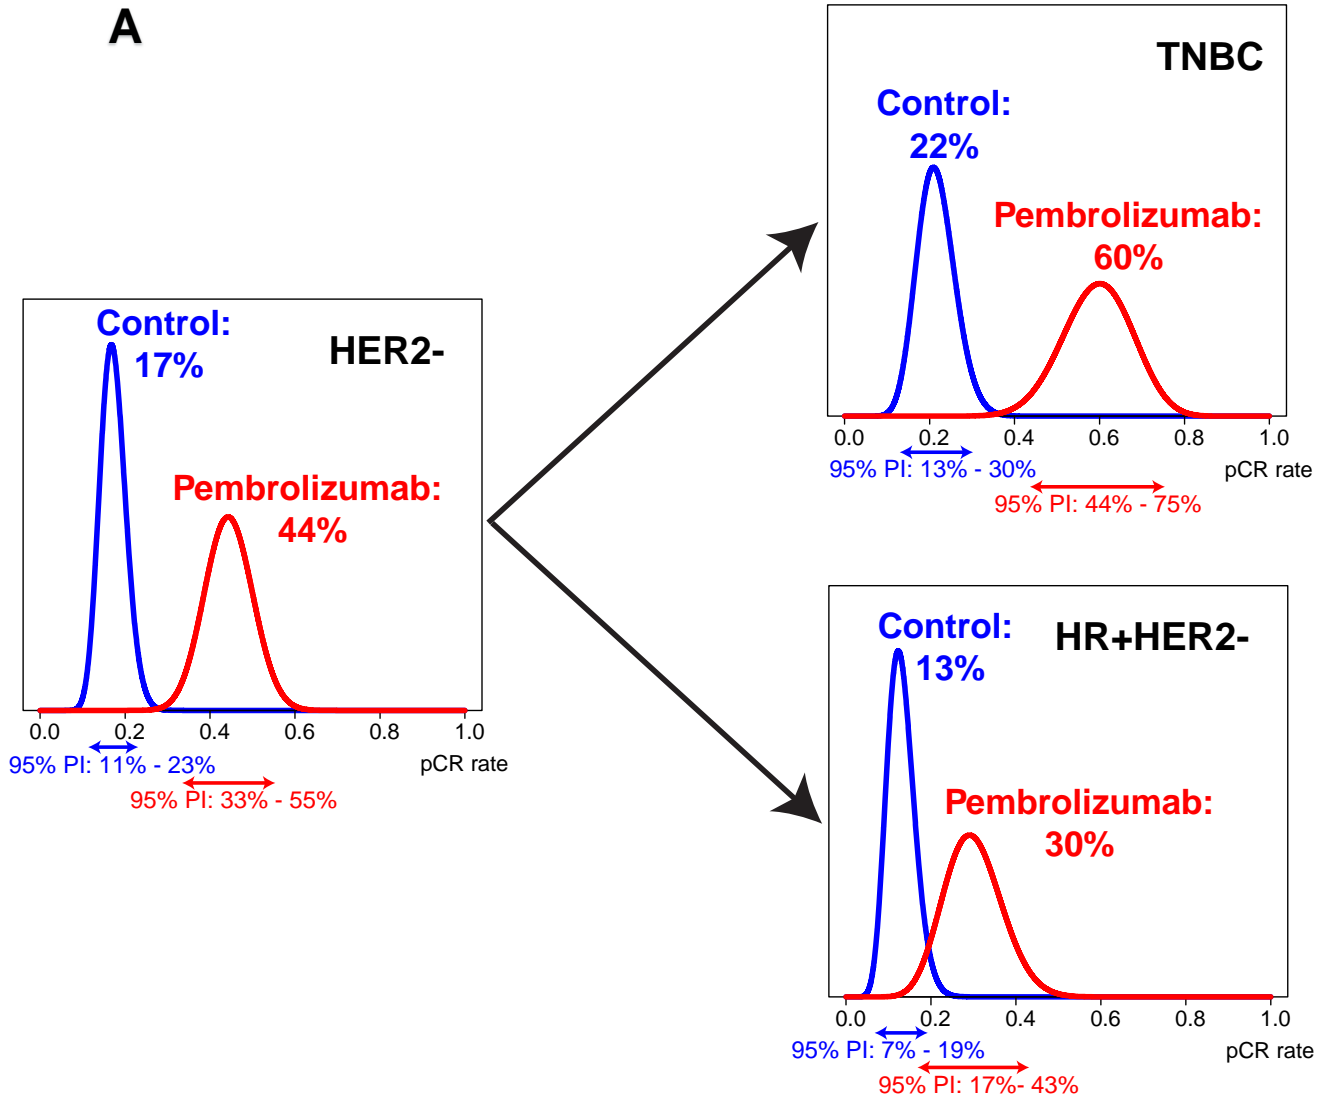 A
Control:
17%
HER2-
Pembrolizumab:
44%
0.0 0.2 0.4 0.6 0.8 1.0
95% PI: 11% - 23%
pCR rate
95% PI: 33% - 55%
TNBC
Control:
22%
Pembrolizumab:
60%
0.0 0.2 0.4 0.6 0.8 1.0
95% PI: 13% - 30%
pCR rate
95% PI: 44% - 75%
Control:
13%
HR+HER2-
Pembrolizumab:
30%
0.0 0.2 0.4 0.6 0.8 1.0
95% PI: 7% - 19%
pCR rate
95% PI: 17%- 43%